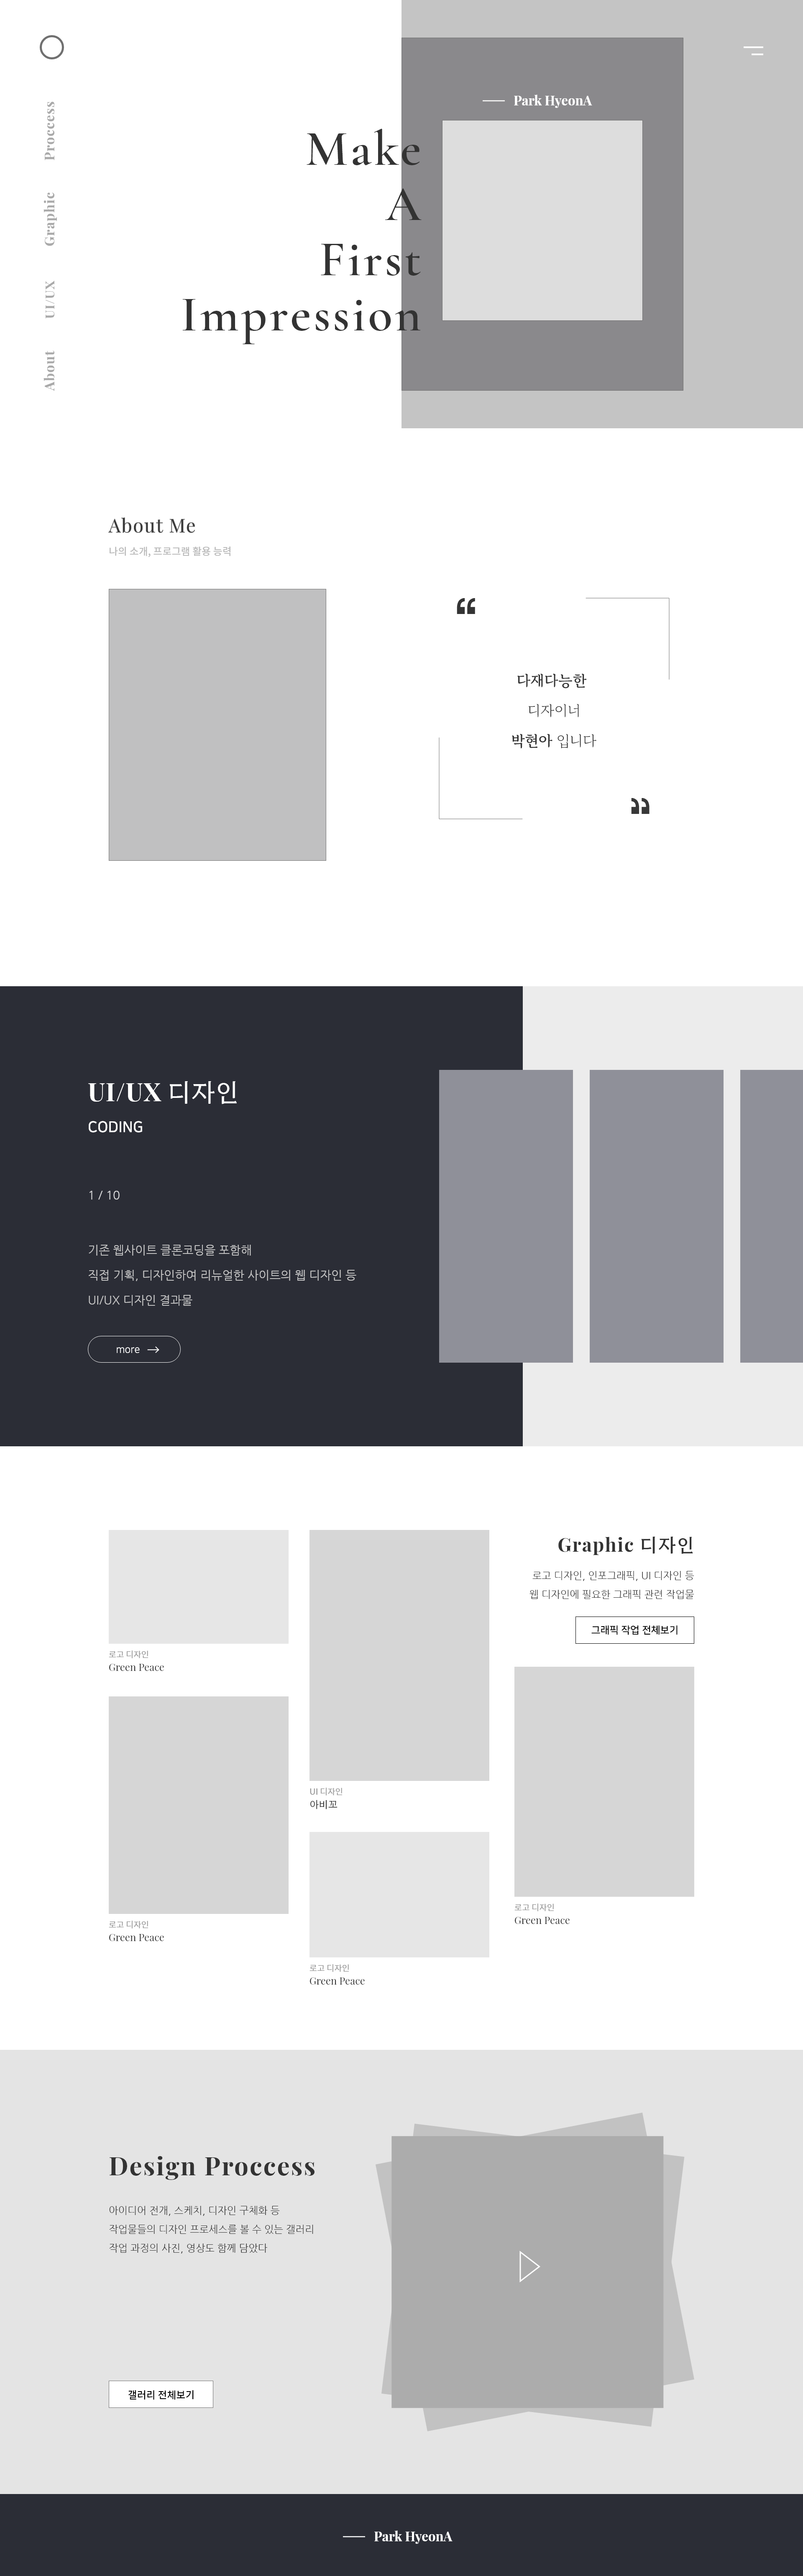 Proccess
Graphic
UI/UX
About
Park HyeonA
Make
A
First
Impression
About Me
나의 소개, 프로그램 활용 능력
“
다재다능한
디자이너
박현아 입니다
”
UI/UX 디자인
CODING
1 / 10
기존 웹사이트 클론코딩을 포함해
직접 기획, 디자인하여 리뉴얼한 사이트의 웹 디자인 등
UI/UX 디자인 결과물
more →
Graphic 디자인
로고 디자인, 인포그래픽, UI 디자인 등
웹 디자인에 필요한 그래픽 관련 작업물
그래픽 작업 전체보기
로고 디자인
Green Peace
로고 디자인
Green Peace
UI 디자인
아비꼬
로고 디자인
Green Peace
로고 디자인
Green Peace
Design Proccess
아이디어 전개, 스케치, 디자인 구체화 등
작업물들의 디자인 프로세스를 볼 수 있는 갤러리
작업 과정의 사진, 영상도 함께 담았다
갤러리 전체보기
Park HyeonA